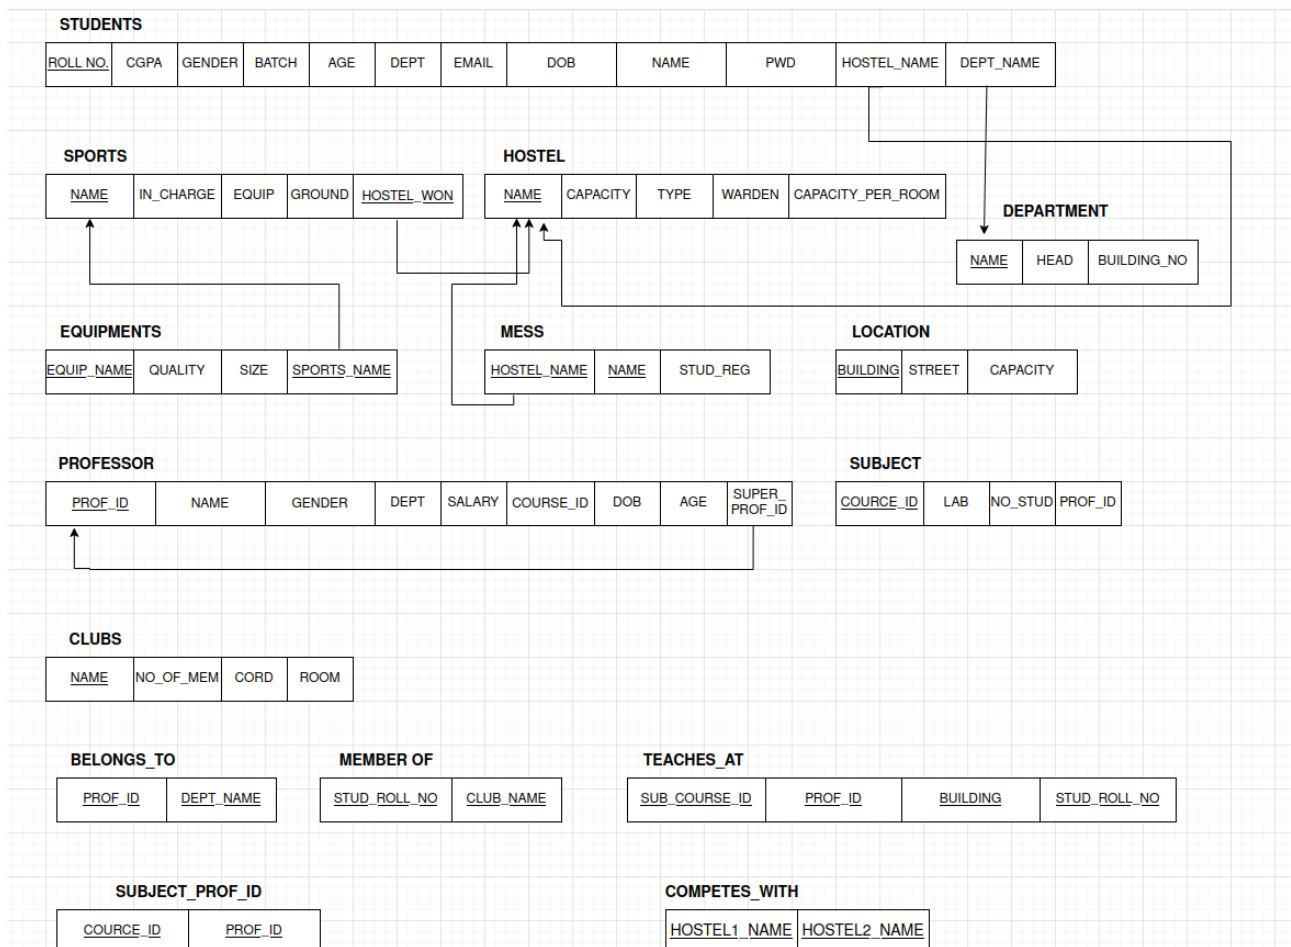 STUDENTS
ROLL NO. CGPA GENDER BATCH AGE DEPT EMAIL DOB NAME PWD HOSTEL_NAME DEPT_NAME
SPORTS
NAME IN_CHARGE EQUIP GROUND HOSTEL_WON
HOSTEL
NAME CAPACITY TYPE WARDEN CAPACITY_PER_ROOM
DEPARTMENT
NAME HEAD BUILDING_NO
EQUIPMENTS
EQUIP_NAME QUALITY SIZE SPORTS_NAME
MESS
HOSTEL_NAME NAME STUD_REG
LOCATION
BUILDING STREET CAPACITY
PROFESSOR
PROF_ID NAME GENDER DEPT SALARY COURSE_ID DOB AGE SUPER_
PROF_ID
SUBJECT
COURCE_ID LAB NO_STUD PROF_ID
CLUBS
NAME NO_OF_MEM CORD ROOM
BELONGS_TO
PROF_ID DEPT_NAME
MEMBER OF
STUD_ROLL_NO CLUB_NAME
TEACHES_AT
SUB_COURSE_ID PROF_ID BUILDING STUD_ROLL_NO
SUBJECT_PROF_ID
COURCE_ID PROF_ID
COMPETES_WITH
HOSTEL1_NAME HOSTEL2_NAME